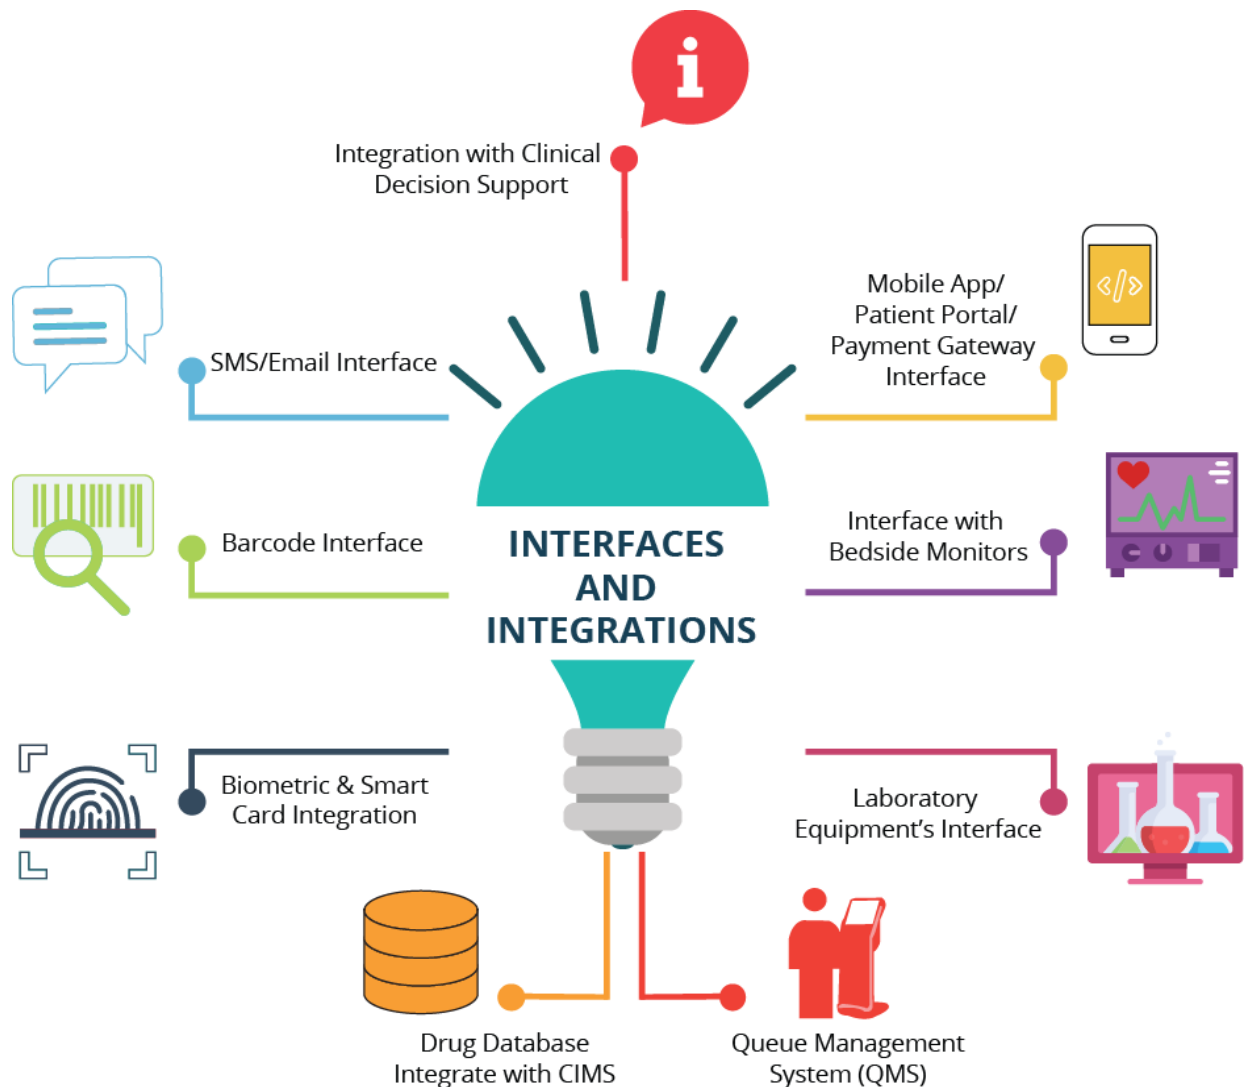 i
Integration with Clinical
Decision Support
SMS/Email Interface
Mobile App/
Patient Portal/
Payment Gateway
Interface
</>
Barcode Interface
INTERFACES
AND
INTEGRATIONS
Interface with
Bedside Monitors
Biometric & Smart
Card Integration
Laboratory
Equipment’s Interface
Drug Database
Integrate with CIMS
Queue Management
System (QMS)